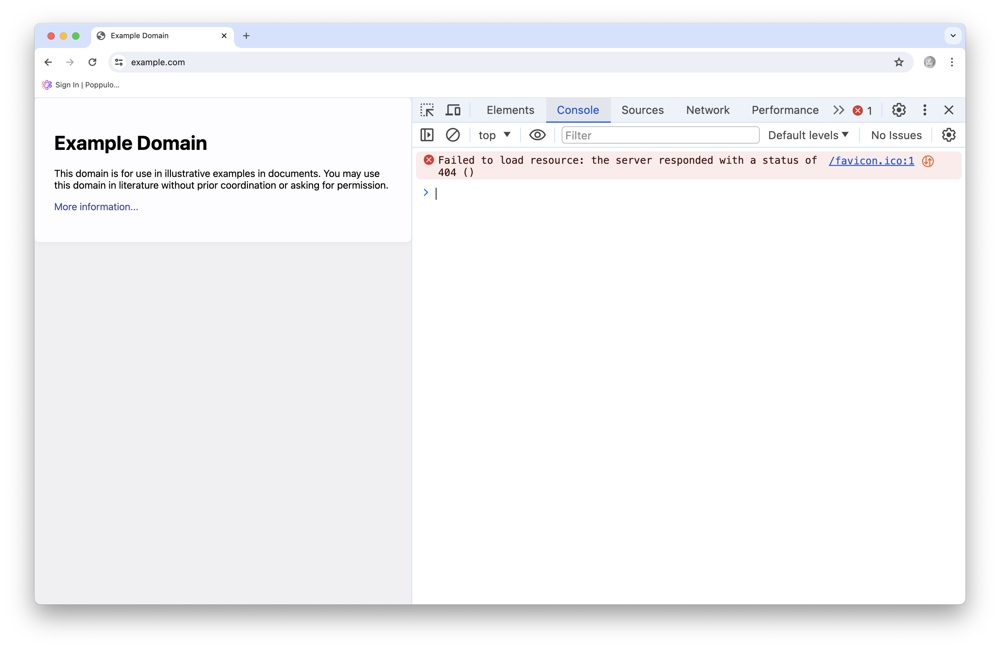 Example Domain
example.com
Sign In | Poppulo...
Example Domain
This domain is for use in illustrative examples in documents. You may use
this domain in literature without prior coordination or asking for permission.
More information...
Elements Console Sources Network Performance 1
top Filter Default levels No Issues
Failed to load resource: the server responded with a status of /favicon.ico:1
404 ()